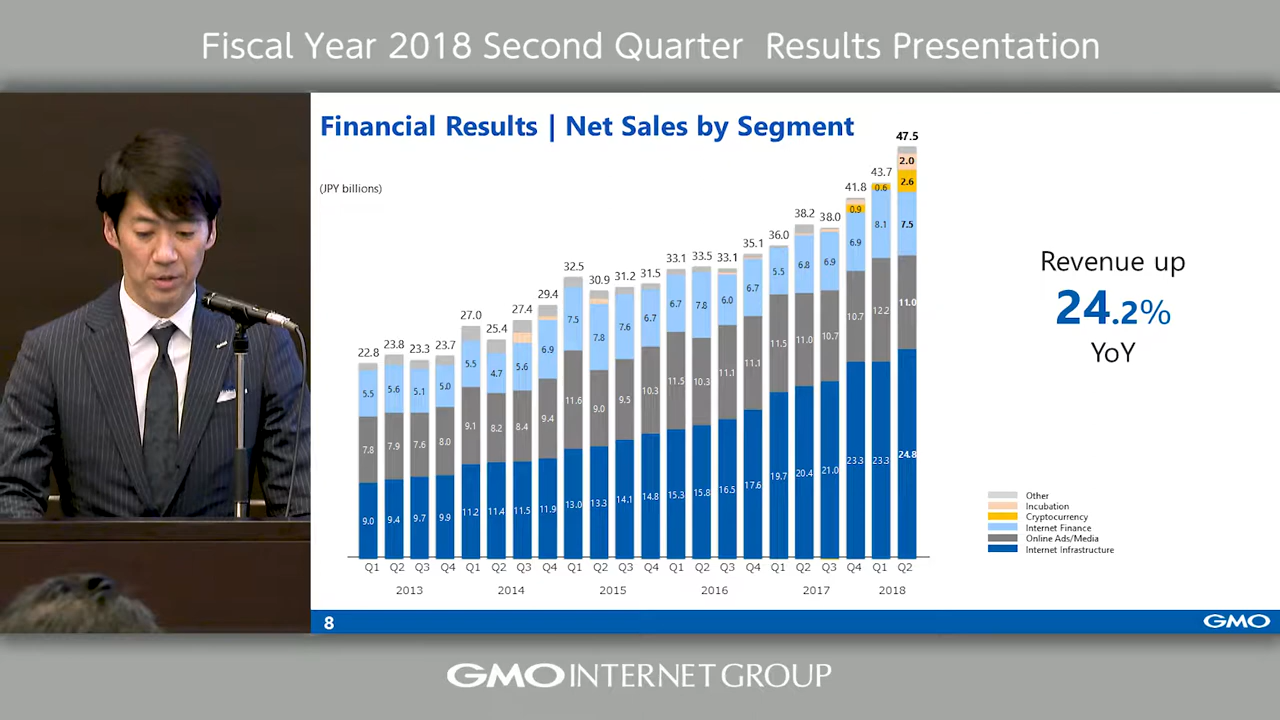 Fiscal Year 2018 Second Quarter Results Presentation
Financial Results | Net Sales by Segment
(JPY billions)
22.8 23.8 23.3 23.7 27.0 25.4 27.4 29.4 32.5 30.9 31.2 31.5 33.1 33.5 33.1 35.1 36.0 38.2 38.0 41.8 43.7 47.5
2.0
0.9 0.6 2.6
5.5 5.6 5.1 5.0 5.5 4.7 5.6 6.9 7.5 7.8 7.6 6.7 6.7 7.8 6.0 6.7 5.5 6.8 6.9 6.9 8.1 7.5
7.8 7.9 7.6 8.0 9.1 8.2 8.4 9.4 11.6 9.0 9.5 10.3 11.5 10.3 11.1 11.1 11.5 11.0 10.7 10.7 12.2 11.0
9.0 9.4 9.7 9.9 11.2 11.4 11.5 11.9 13.0 13.3 14.1 14.8 15.3 15.8 16.5 17.6 19.7 20.4 21.0 23.3 23.3 24.8
Q1 Q2 Q3 Q4 Q1 Q2 Q3 Q4 Q1 Q2 Q3 Q4 Q1 Q2 Q3 Q4 Q1 Q2 Q3 Q4 Q1 Q2
2013 2014 2015 2016 2017 2018
Revenue up
24.2%
YoY
Other
Incubation
Cryptocurrency
Internet Finance
Online Ads/Media
Internet Infrastructure
8
GMO
GMO INTERNET GROUP